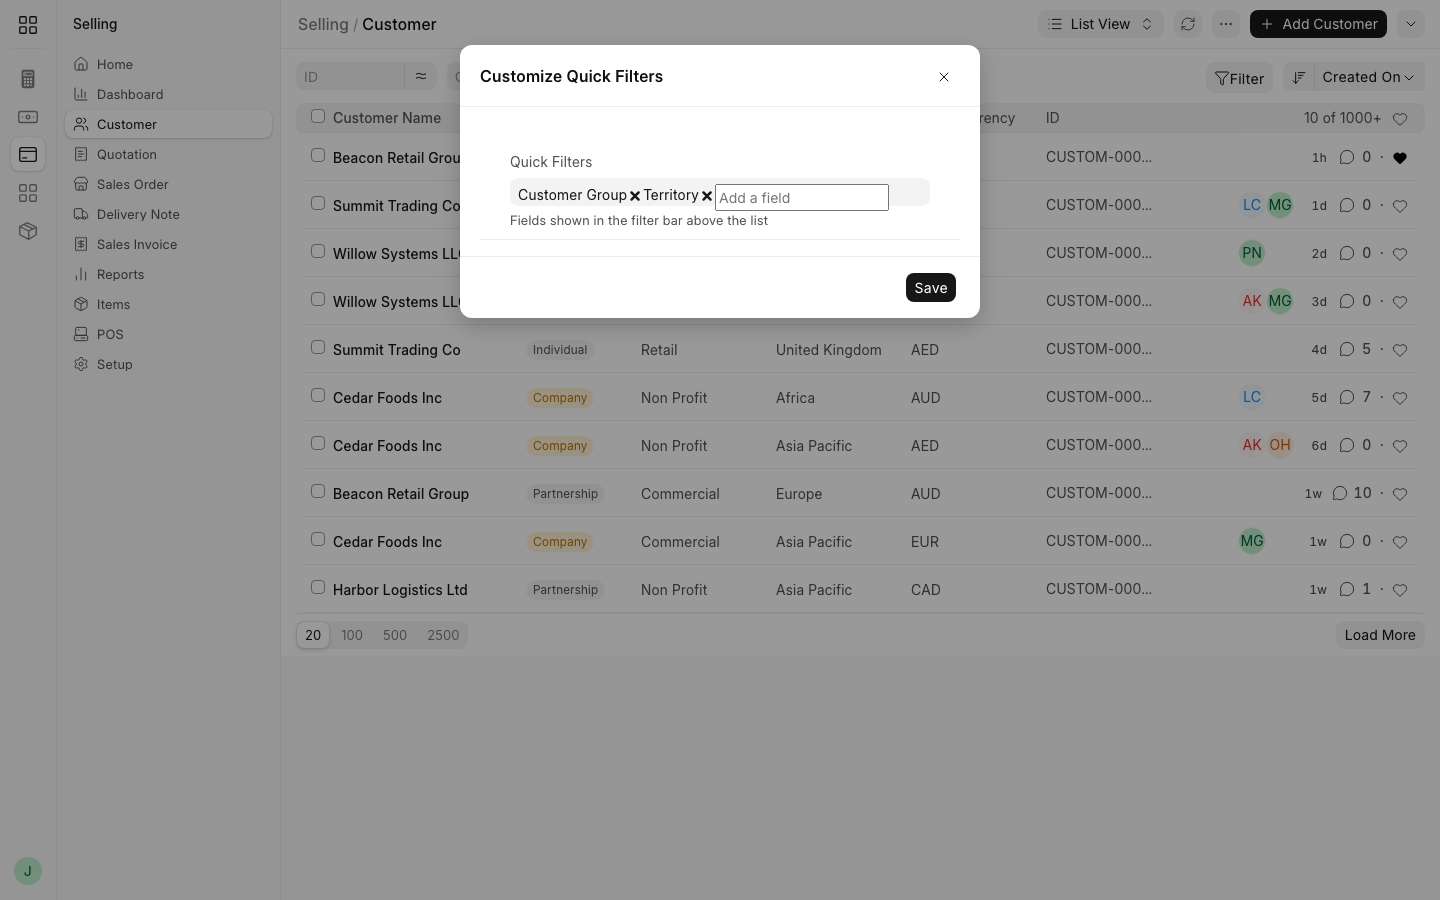 Selling
Home
Dashboard
Customer
Quotation
Sales Order
Delivery Note
Sales Invoice
Reports
Items
POS
Setup
J
Selling / Customer
List View
Add Customer
ID
Filter
Created On
Customize Quick Filters
Quick Filters
Customer Group Territory Add a field
Fields shown in the filter bar above the list
Save
Customer Name ID 10 of 1000+
Beacon Retail Grou CUSTOM-000... 1h 0
Summit Trading Co CUSTOM-000... LC MG 1d 0
Willow Systems LL CUSTOM-000... PN 2d 0
Willow Systems LL CUSTOM-000... AK MG 3d 0
Summit Trading Co Individual Retail United Kingdom AED CUSTOM-000... 4d 5
Cedar Foods Inc Company Non Profit Africa AUD CUSTOM-000... LC 5d 7
Cedar Foods Inc Company Non Profit Asia Pacific AED CUSTOM-000... AK OH 6d 0
Beacon Retail Group Partnership Commercial Europe AUD CUSTOM-000... 1w 10
Cedar Foods Inc Company Commercial Asia Pacific EUR CUSTOM-000... MG 1w 0
Harbor Logistics Ltd Partnership Non Profit Asia Pacific CAD CUSTOM-000... 1w 1
20 100 500 2500
Load More